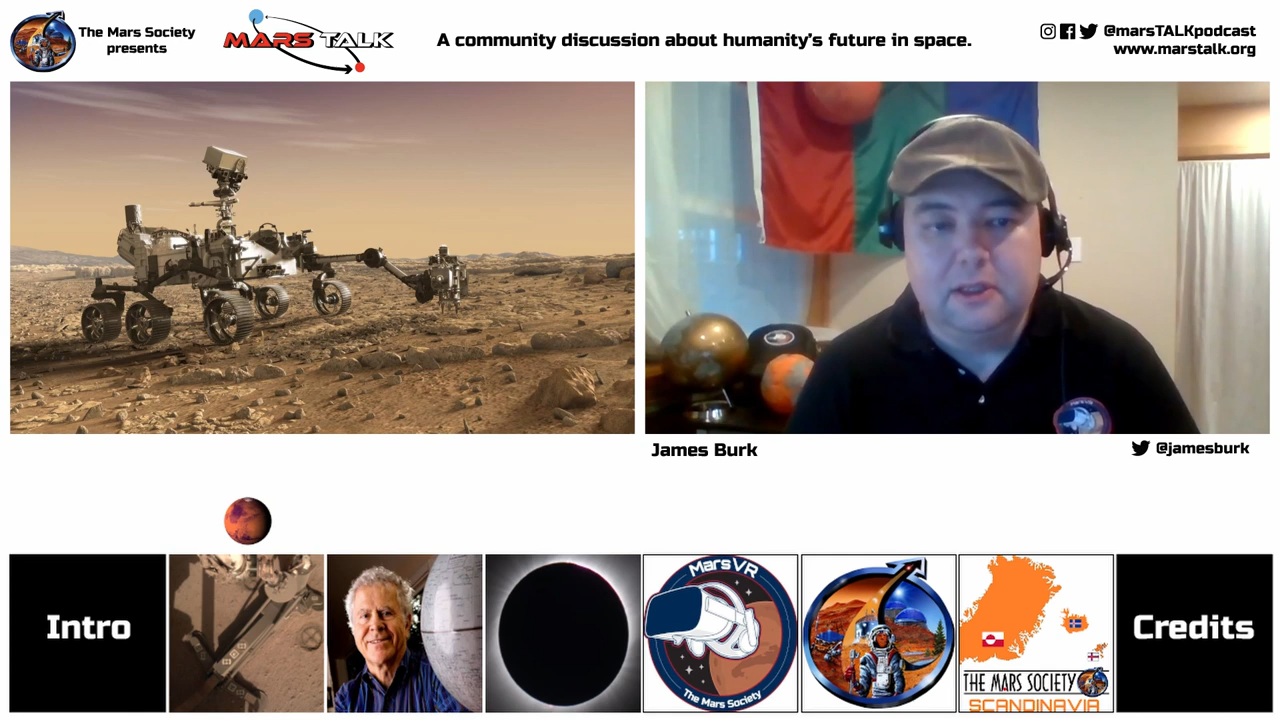 The Mars Society
presents
MARS TALK
A community discussion about humanity's future in space.
@marsTALKpodcast
www.marstalk.org
James Burk
@jamesburk
Intro
MarsVR
The Mars Society
THE MARS SOCIETY
SCANDINAVIA
Credits